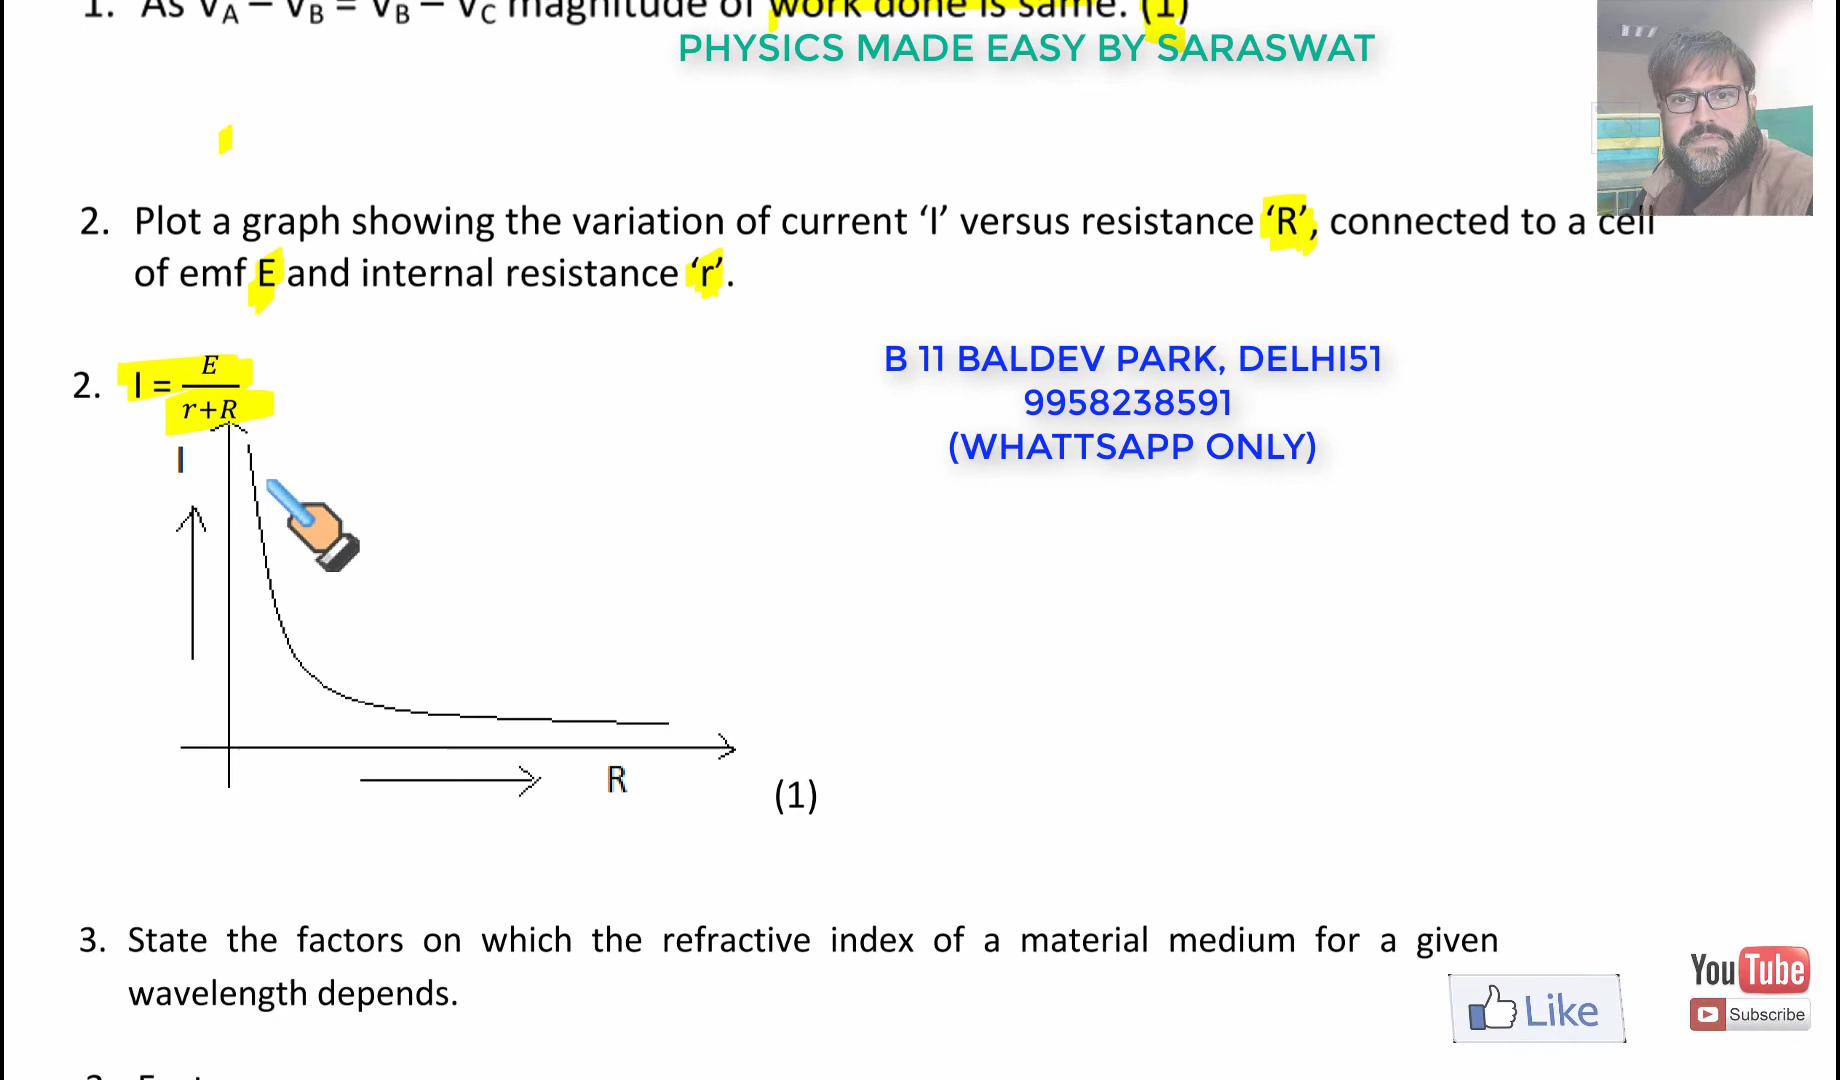 1. As VA – VB = VB – VC magnitude of work done is same. (1)
PHYSICS MADE EASY BY SARASWAT
2. Plot a graph showing the variation of current ‘I’ versus resistance ‘R’, connected to a cell
of emf E and internal resistance ‘r’.
2. I = E
r+R
B 11 BALDEV PARK, DELHI51
9958238591
(WHATTSAPP ONLY)
I
R
(1)
3. State the factors on which the refractive index of a material medium for a given
wavelength depends.
Like
YouTube
Subscribe